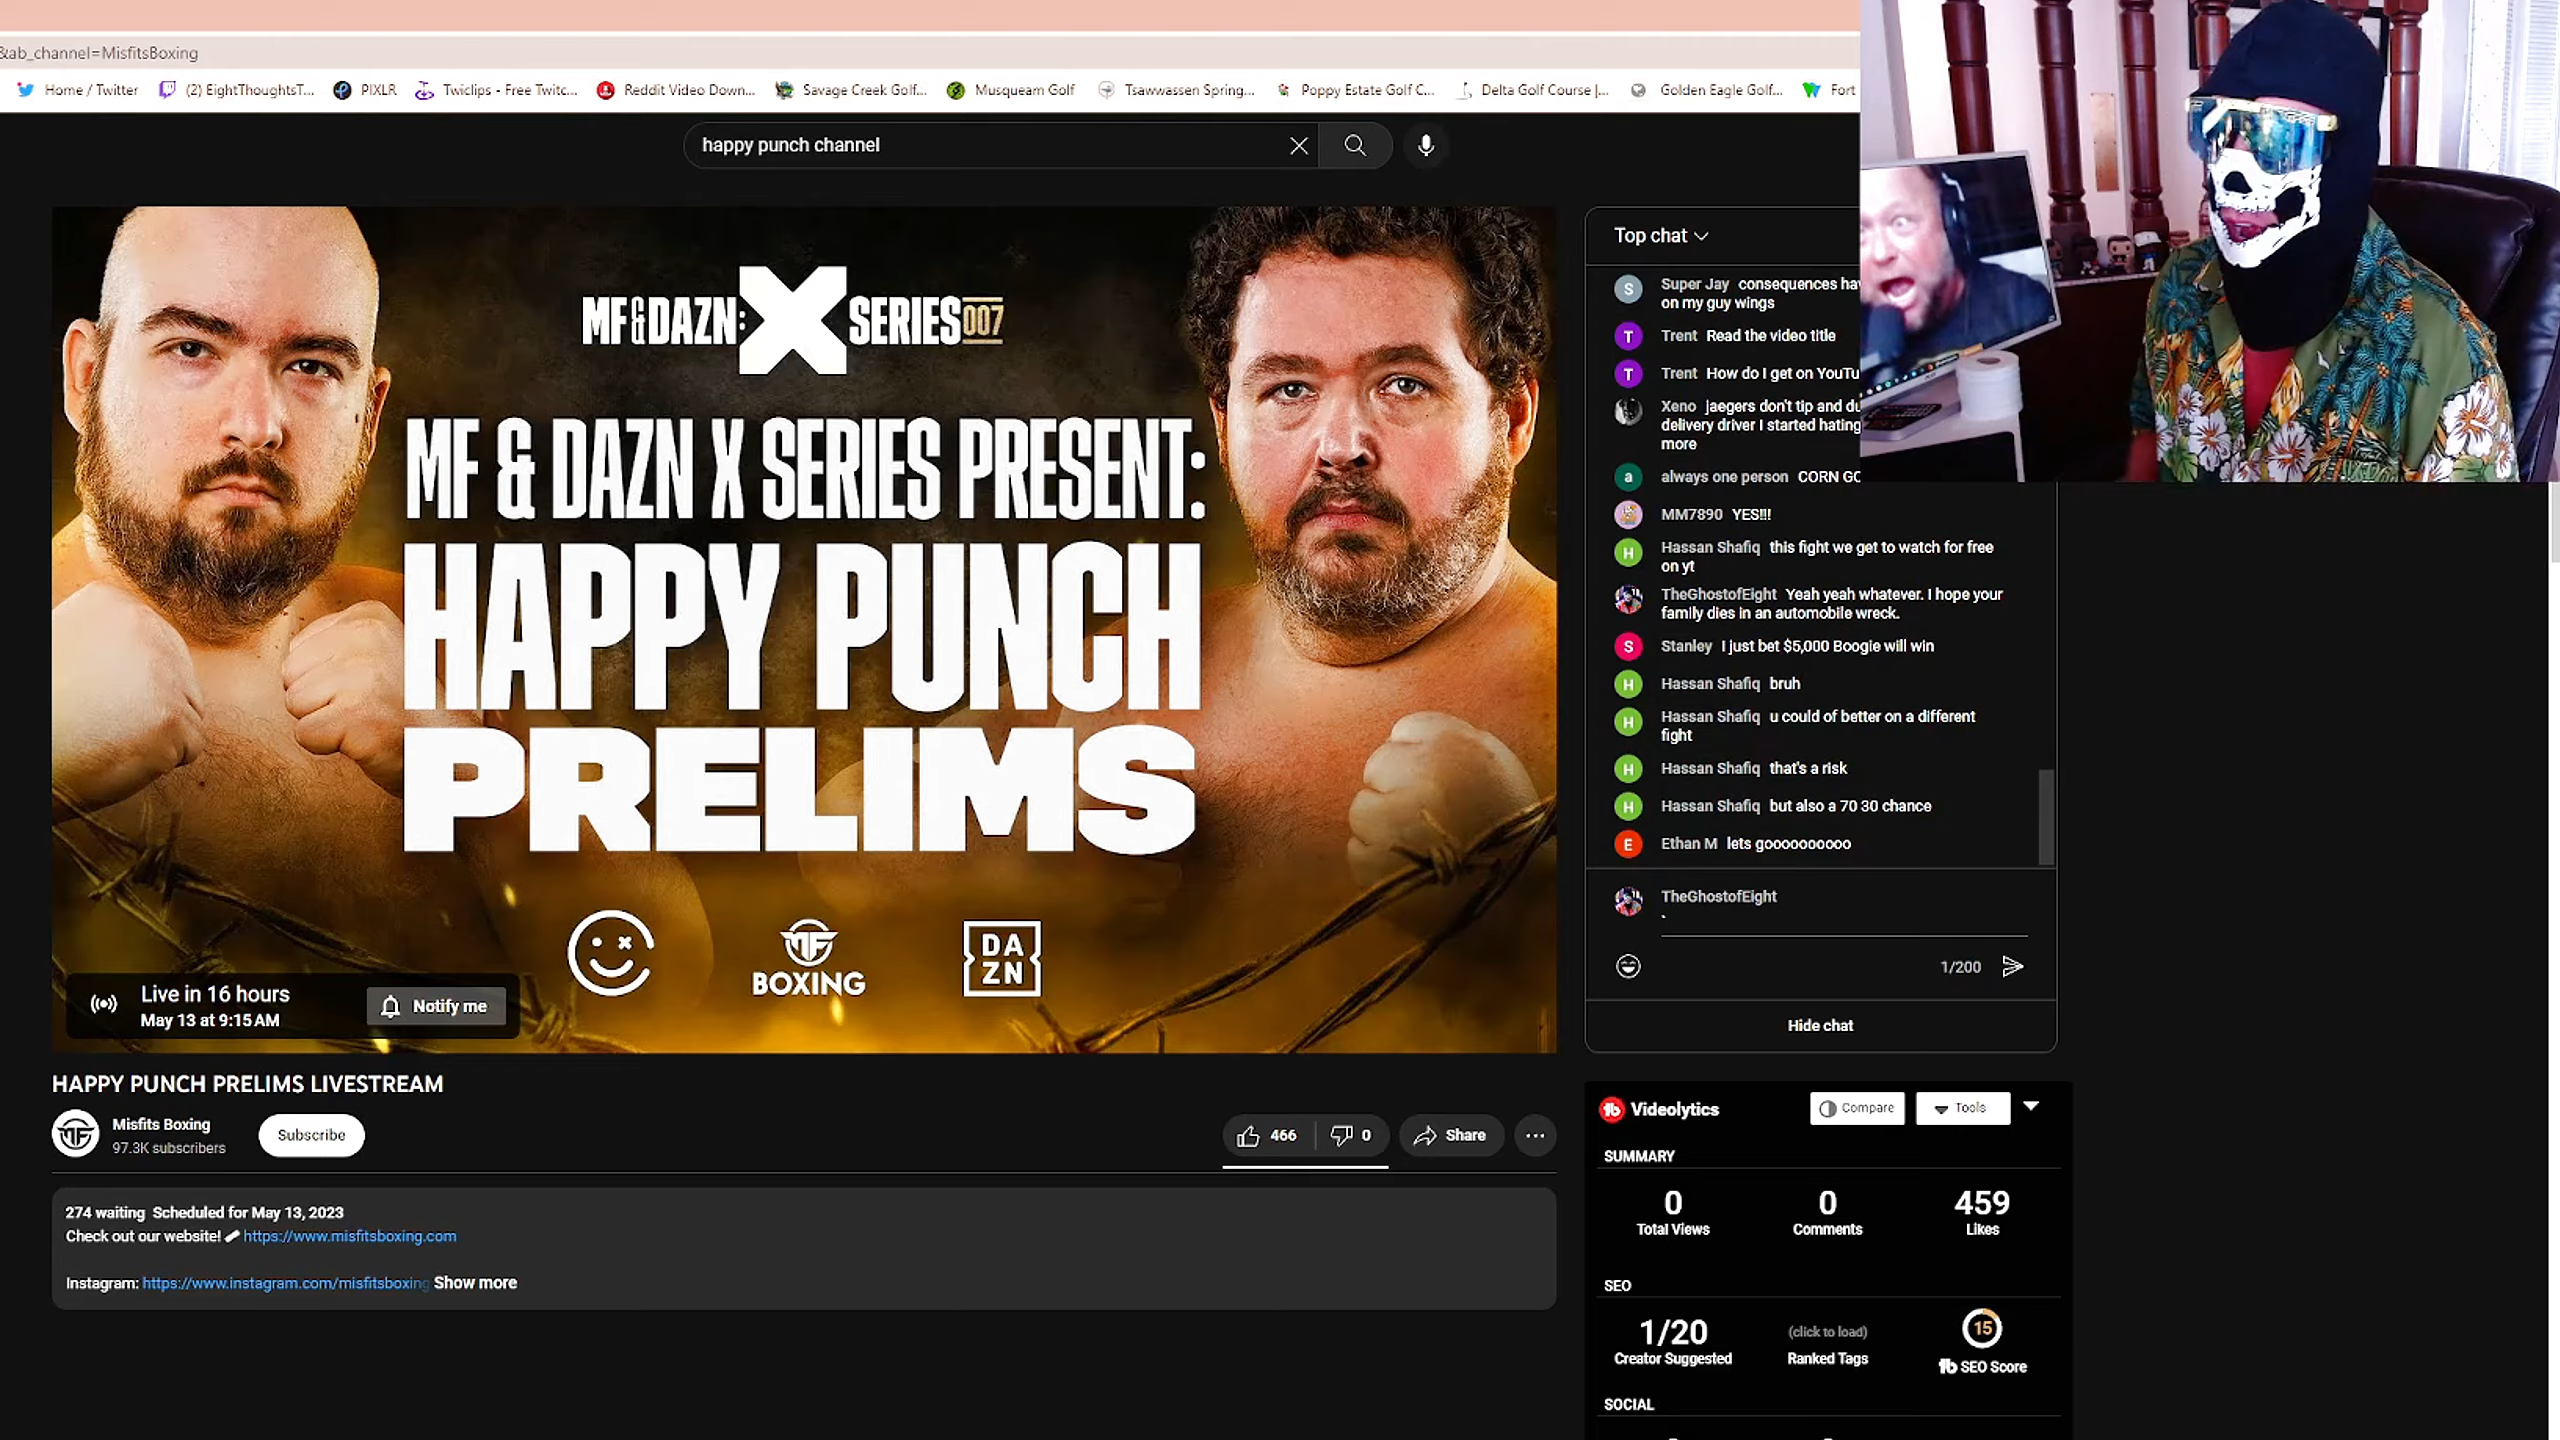 &ab_channel=MisfitsBoxing
Home / Twitter (2) EightThoughtsT... PIXLR Twiclips - Free Twitc... Reddit Video Down... Savage Creek Golf... Musqueam Golf Tsawwassen Spring... Poppy Estate Golf C... Delta Golf Course |... Golden Eagle Golf... Fort
happy punch channel
MF&DAZN: X SERIES 007
MF & DAZN X SERIES PRESENT:
HAPPY PUNCH
PRELIMS
MF BOXING
DA
ZN
Live in 16 hours
May 13 at 9:15 AM
Notify me
Top chat
S Super Jay consequences hav
on my guy wings
T Trent Read the video title
T Trent How do I get on YouTu
Xeno jaegers don't tip and du
delivery driver I started hating
more
a always one person CORN GO
MM7890 YES!!!
H Hassan Shafiq this fight we get to watch for free
on yt
TheGhostofEight Yeah yeah whatever. I hope your
family dies in an automobile wreck.
S Stanley I just bet $5,000 Boogie will win
H Hassan Shafiq bruh
H Hassan Shafiq u could of better on a different
fight
H Hassan Shafiq that's a risk
H Hassan Shafiq but also a 70 30 chance
E Ethan M lets goooooooooo
TheGhostofEight
`
1/200
Hide chat
HAPPY PUNCH PRELIMS LIVESTREAM
MF Misfits Boxing
97.3K subscribers
Subscribe
466 0 Share ...
274 waiting Scheduled for May 13, 2023
Check out our website! https://www.misfitsboxing.com
Instagram: https://www.instagram.com/misfitsboxing Show more
tb Videolytics Compare Tools
SUMMARY
0 0 459
Total Views Comments Likes
SEO
1/20 (click to load) 15
Creator Suggested Ranked Tags tb SEO Score
SOCIAL